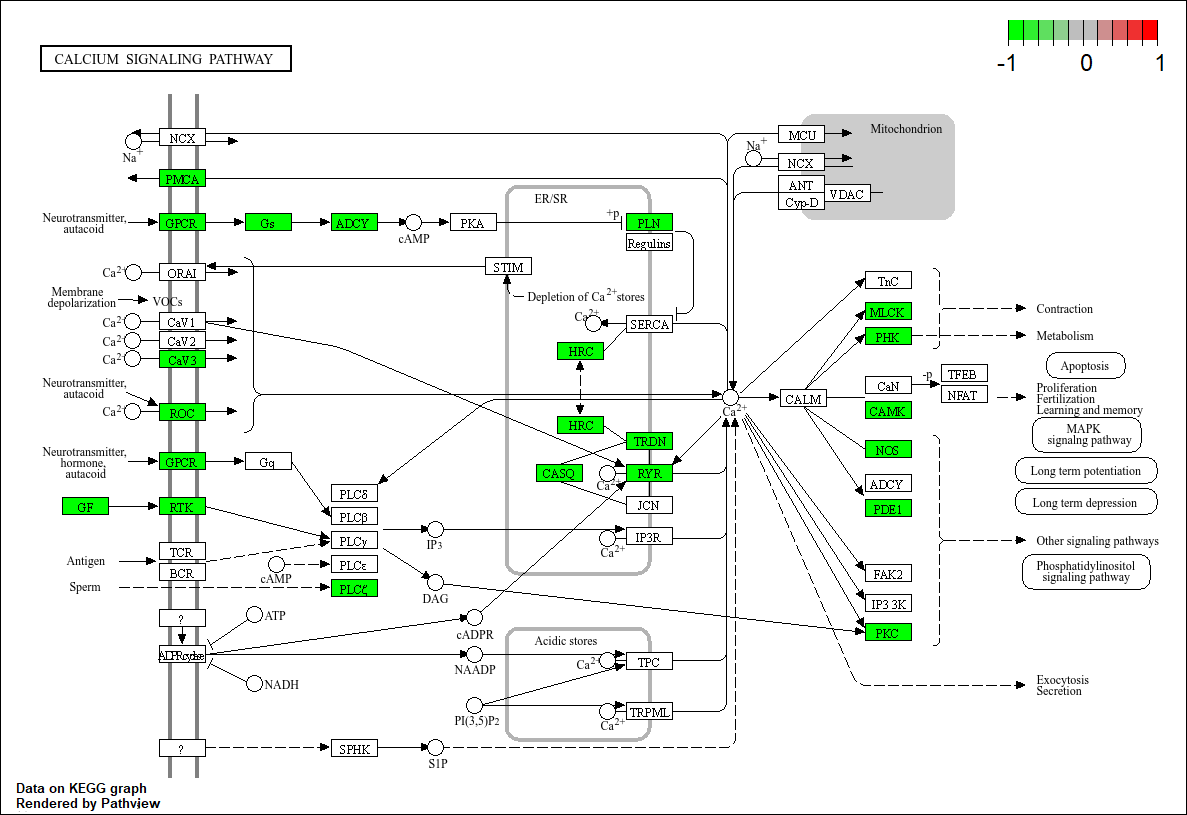 CALCIUM SIGNALING PATHWAY
-1 0 1
NCX
Na+
PMCA
Neurotransmitter,
autacoid
GPCR
Gs
ADCY
cAMP
PKA
ER/SR
+p
PLN
Regulins
MCU
Mitochondrion
Na+
NCX
ANT
Cyp-D
VDAC
Ca2+
ORAI
STIM
Membrane
depolarization
VOCs
Depletion of Ca2+stores
Ca2+
CaV1
Ca2+
CaV2
Ca2+
CaV3
Ca2+
SERCA
HRC
Neurotransmitter,
autacoid
Ca2+
ROC
HRC
TRDN
CASQ
Ca2+
RYR
JCN
Ca2+
IP3R
Ca2+
CALM
TnC
MLCK
PHK
CaN
CAMK
-p
TFEB
NFAT
NOS
ADCY
PDE1
FAK2
IP3 3K
PKC
Contraction
Metabolism
Apoptosis
Proliferation
Fertilization
Learning and memory
MAPK
signaling pathway
Long term potentiation
Long term depression
Other signaling pathways
Phosphatidylinositol
signaling pathway
Exocytosis
Secretion
Neurotransmitter,
hormone,
autacoid
GPCR
Gq
GF
RTK
PLCδ
PLCβ
PLCγ
PLCε
PLCζ
IP3
cAMP
DAG
Antigen
TCR
BCR
Sperm
?
ATP
NADH
cADPR
NAADP
PI(3,5)P2
Acidic stores
Ca2+
TPC
Ca2+
TRPML
?
SPHK
S1P
Data on KEGG graph
Rendered by Pathview